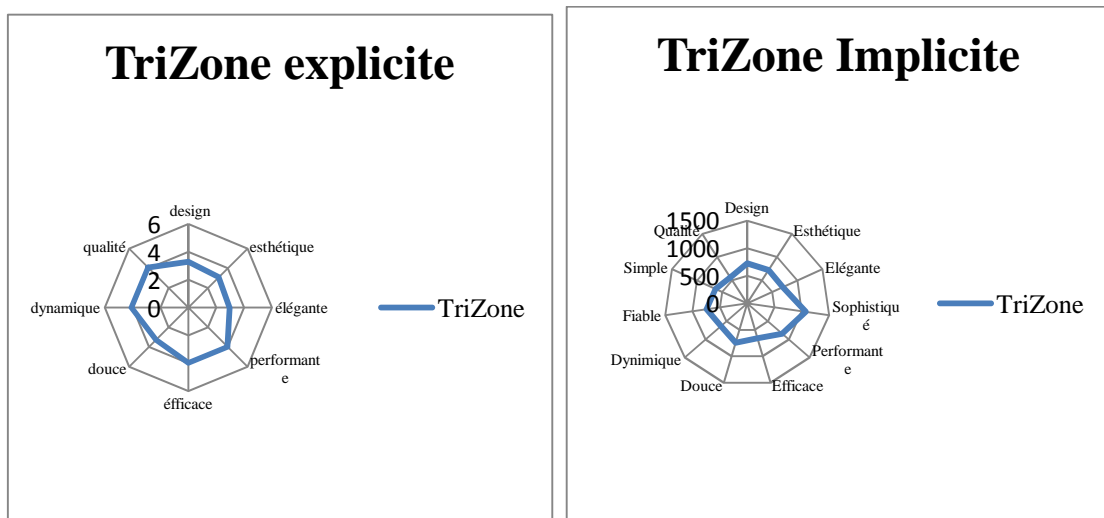 TriZone explicite
6
4
2
0
design
esthétique
élégante
performant
e
éfficace
douce
dynamique
qualité
TriZone
TriZone Implicite
1500
1000
500
0
Design
Esthétique
Elégante
Sophistiqu
é
Performant
e
Efficace
Douce
Dynimique
Fiable
Simple
Qualité
TriZone